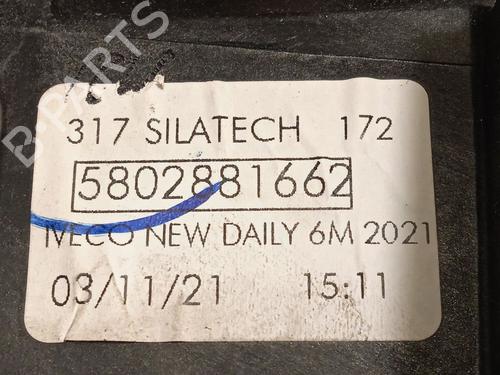 317 SILATECH 172
5802881662
IVECO NEW DAILY 6M 2021
03/11/21 15:11
B-PARTS